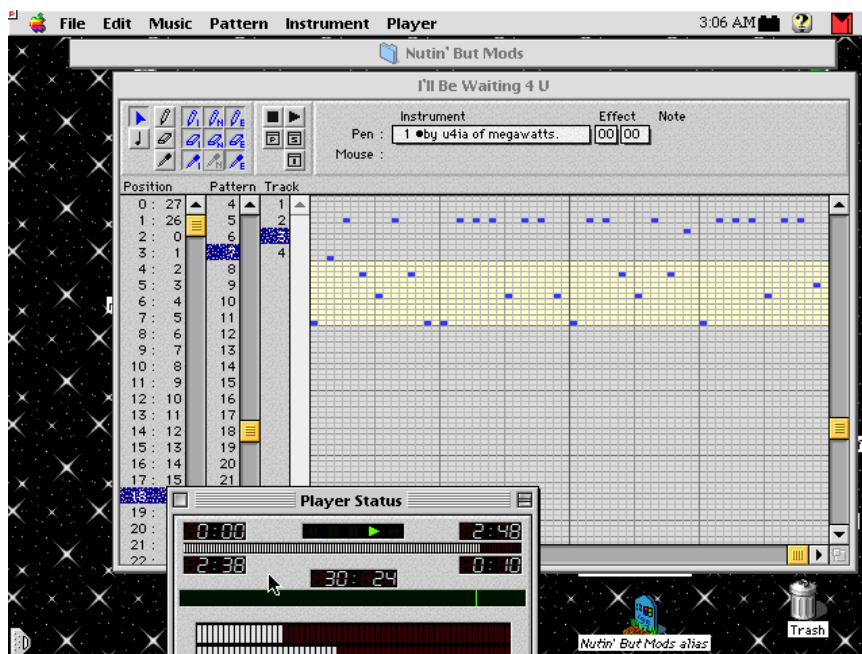 File Edit Music Pattern Instrument Player 3:06 AM
Nutin' But Mods
I'll Be Waiting 4 U
Instrument Effect Note
Pen : 1 •by u4ia of megawatts. 00 00
Mouse :
Position Pattern Track
0 : 27 4 1
1 : 26 5 2
2 : 0 6 3
3 : 1 7 4
4 : 2 8
5 : 3 9
6 : 4 10
7 : 5 11
8 : 6 12
9 : 7 13
10 : 8 14
11 : 9 15
12 : 10 16
13 : 11 17
14 : 12 18
15 : 13 19
16 : 14 20
17 : 15 21
18 :
19 :
20 :
21 :
22 :
Player Status
0:00 2:48
2:38 0:10
30: 24
Nutin' But Mods alias
Trash